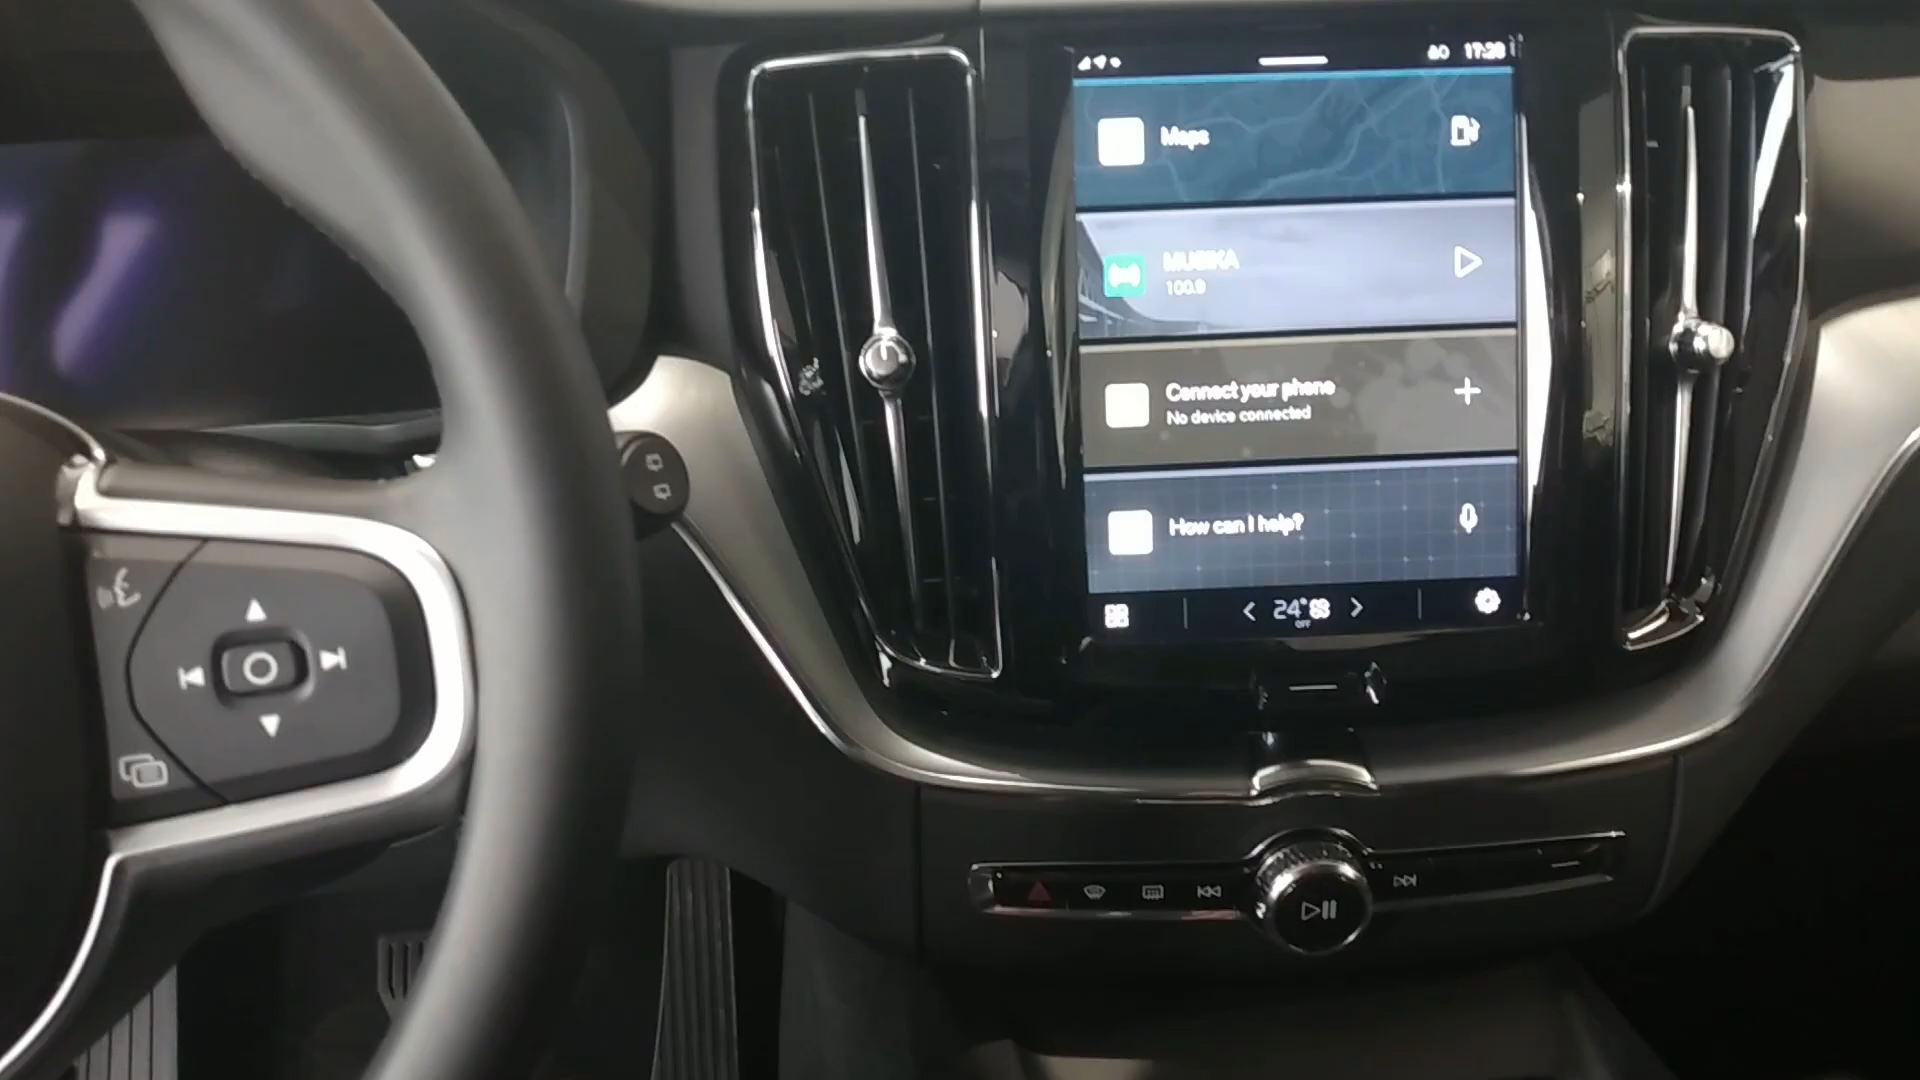 17:28
Maps
MUSIKA
100.9
Connect your phone
No device connected
How can I help?
24°
OFF